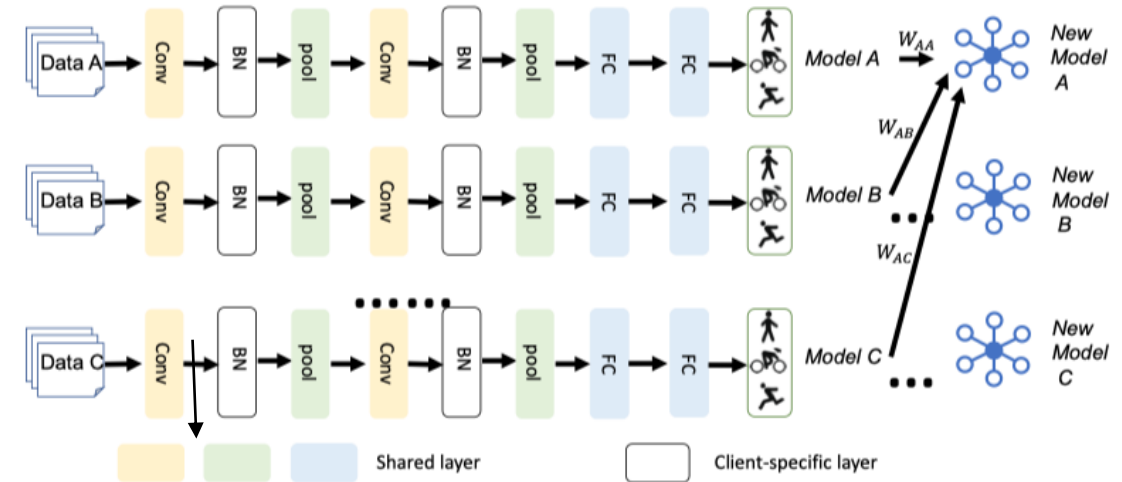 Data A Conv BN pool Conv BN pool FC FC Model A W_AA New
Model
A
W_AB
Data B Conv BN pool Conv BN pool FC FC Model B New
Model
B
W_AC
Data C Conv BN pool Conv BN pool FC FC Model C New
Model
C
Shared layer Client-specific layer